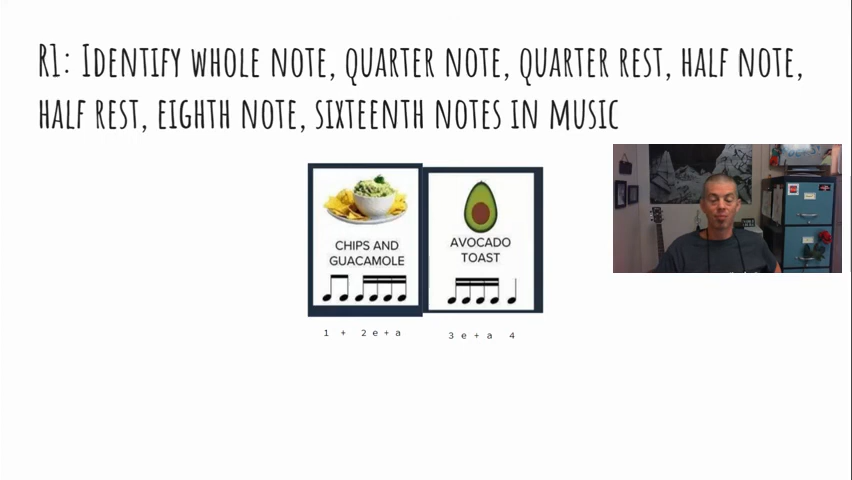 R1: Identify whole note, quarter note, quarter rest, half note,
half rest, eighth note, sixteenth notes in music
CHIPS AND
GUACAMOLE
AVOCADO
TOAST
1 + 2 e + a
3 e + a 4